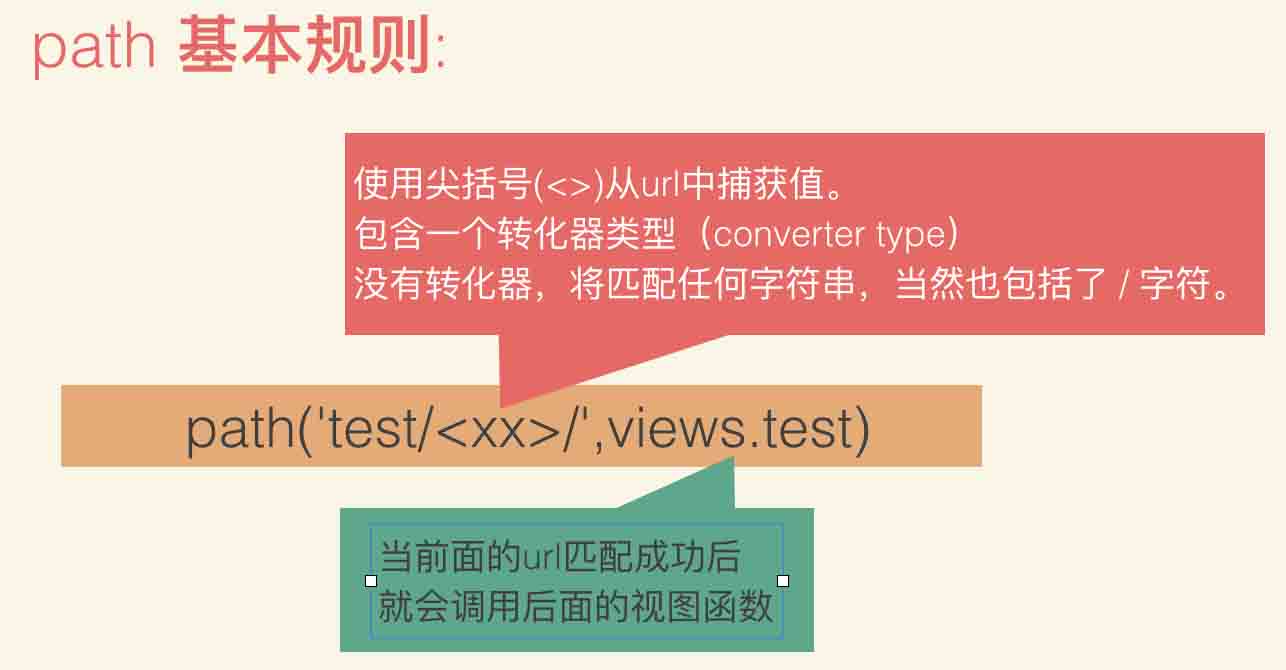 path 基本规则:
使用尖括号(<>)从url中捕获值。
包含一个转化器类型（converter type）
没有转化器，将匹配任何字符串，当然也包括了 / 字符。
path('test/<xx>/',views.test)
当前面的url匹配成功后
就会调用后面的视图函数